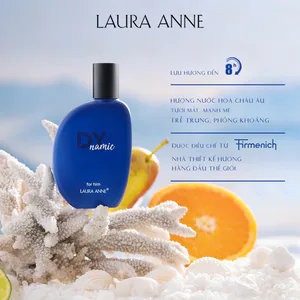 LAURA ANNE
LƯU HƯƠNG ĐẾN 8h
HƯƠNG NƯỚC HOA CHÂU ÂU
TƯƠI MÁT, MẠNH MẼ
TRẺ TRUNG, PHÓNG KHOÁNG
ĐƯỢC ĐIỀU CHẾ TỪ Firmenich
NHÀ THIẾT KẾ HƯƠNG
HÀNG ĐẦU THẾ GIỚI
DYnamic
for him
LAURA ANNE®